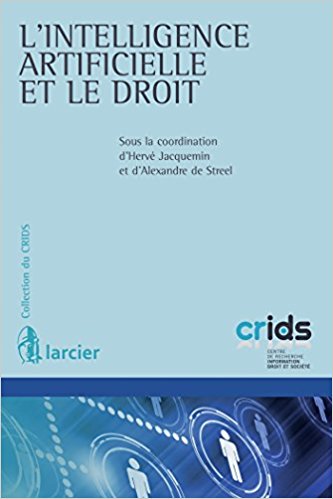 L'INTELLIGENCE
ARTIFICIELLE
ET LE DROIT
Sous la coordination
d'Hervé Jacquemin
et d'Alexandre de Streel
Collection du CRIDS
larcier
crids
CENTRE
DE RECHERCHE
INFORMATION
DROIT ET SOCIÉTÉ